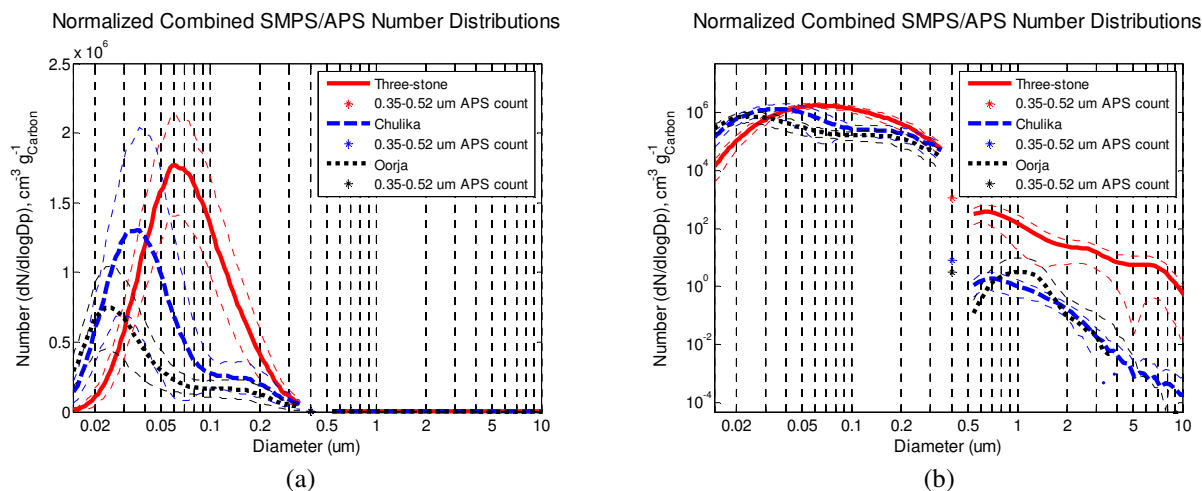 Normalized Combined SMPS/APS Number Distributions
x 10^6
2.5
2
1.5
1
0.5
0
Number (dN/dlogDp), cm^-3 g^-1_Carbon
Three-stone
0.35-0.52 um APS count
Chulika
0.35-0.52 um APS count
Oorja
0.35-0.52 um APS count
0.02 0.05 0.1 0.2 0.5 1 2 5 10
Diameter (um)
(a)
Normalized Combined SMPS/APS Number Distributions
10^6
10^4
10^2
10^0
10^-2
10^-4
Number (dN/dlogDp), cm^-3 g^-1_Carbon
Three-stone
0.35-0.52 um APS count
Chulika
0.35-0.52 um APS count
Oorja
0.35-0.52 um APS count
0.02 0.05 0.1 0.2 0.5 1 2 5 10
Diameter (um)
(b)